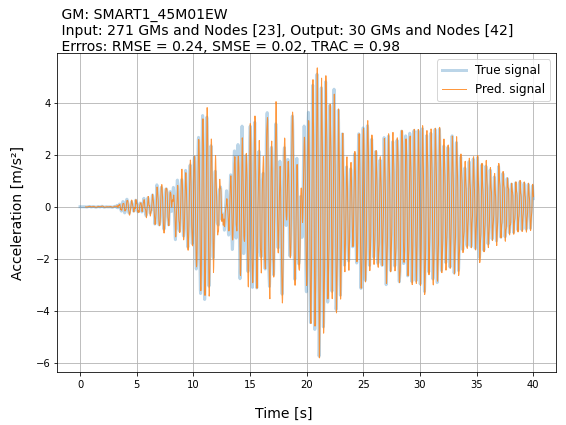 GM: SMART1_45M01EW
Input: 271 GMs and Nodes [23], Output: 30 GMs and Nodes [42]
Errros: RMSE = 0.24, SMSE = 0.02, TRAC = 0.98
True signal
Pred. signal
Acceleration [m/s²]
4
2
0
−2
−4
−6
0 5 10 15 20 25 30 35 40
Time [s]